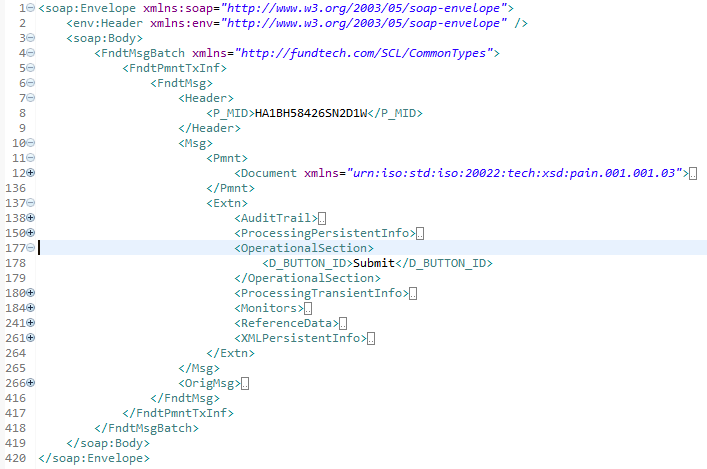 1 <soap:Envelope xmlns:soap="http://www.w3.org/2003/05/soap-envelope">
2 <env:Header xmlns:env="http://www.w3.org/2003/05/soap-envelope" />
3 <soap:Body>
4 <FndtMsgBatch xmlns="http://fundtech.com/SCL/CommonTypes">
5 <FndtPmntTxInf>
6 <FndtMsg>
7 <Header>
8 <P_MID>HA1BH58426SN2D1W</P_MID>
9 </Header>
10 <Msg>
11 <Pmnt>
12 <Document xmlns="urn:iso:std:iso:20022:tech:xsd:pain.001.001.03">
136 </Pmnt>
137 <Extn>
138 <AuditTrail>
150 <ProcessingPersistentInfo>
177 <OperationalSection>
178 <D_BUTTON_ID>Submit</D_BUTTON_ID>
179 </OperationalSection>
180 <ProcessingTransientInfo>
184 <Monitors>
241 <ReferenceData>
261 <XMLPersistentInfo>
264 </Extn>
265 </Msg>
266 <OrigMsg>
416 </FndtMsg>
417 </FndtPmntTxInf>
418 </FndtMsgBatch>
419 </soap:Body>
420 </soap:Envelope>